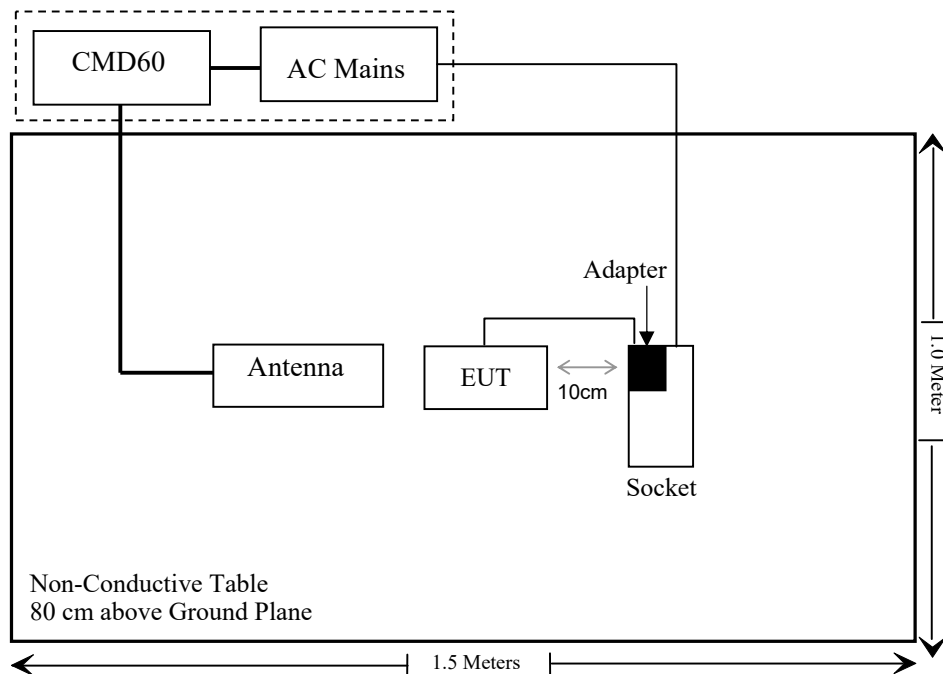 CMD60
AC Mains
Adapter
Antenna
EUT
10cm
Socket
1.0 Meter
Non-Conductive Table
80 cm above Ground Plane
1.5 Meters